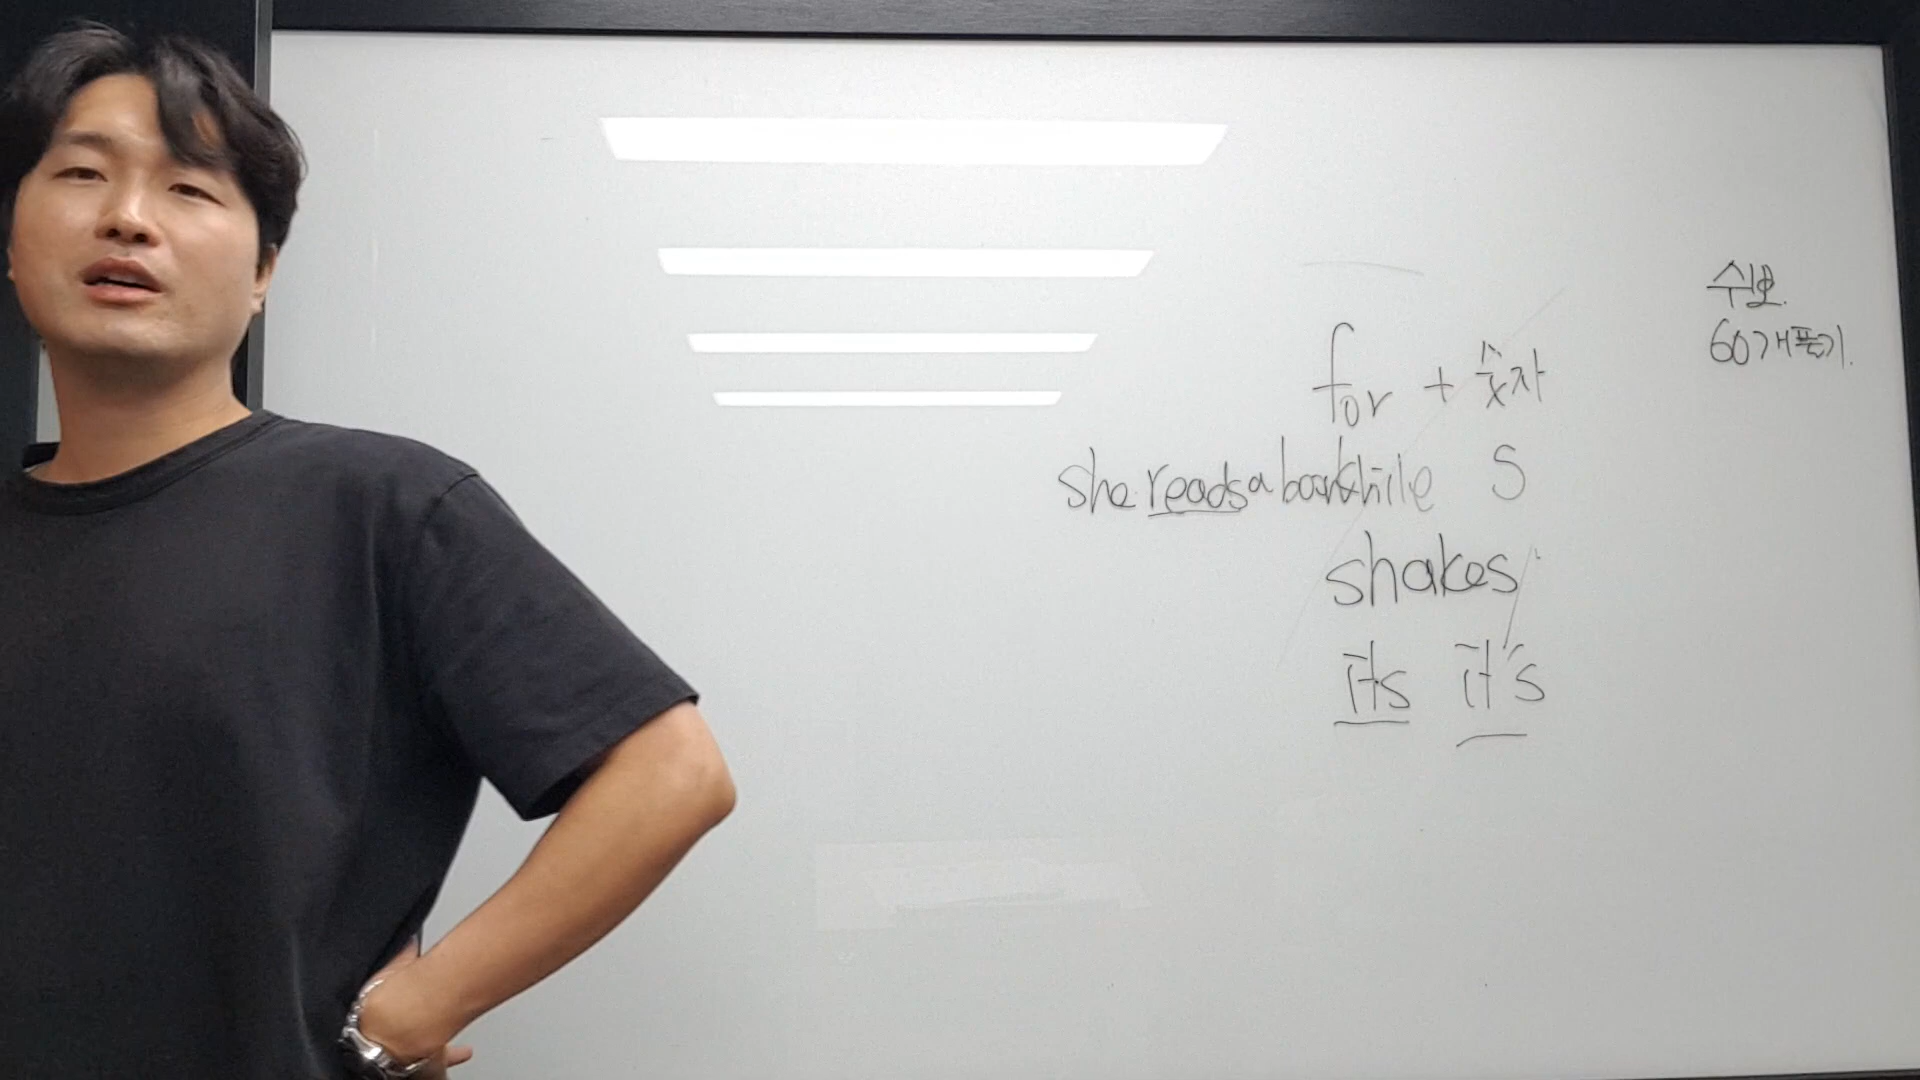 for + 숫자
she reads a book while S
shakes
its it's
60개 풀기.